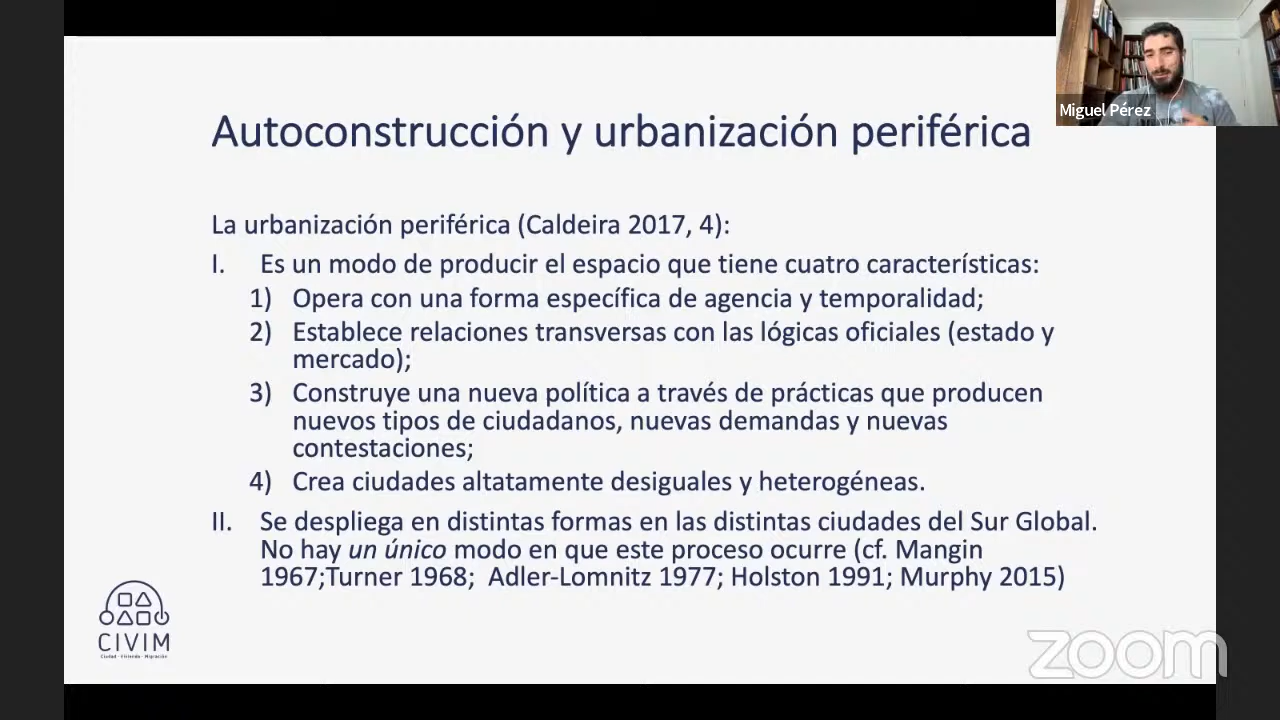 Miguel Pérez
Autoconstrucción y urbanización periférica
La urbanización periférica (Caldeira 2017, 4):
I. Es un modo de producir el espacio que tiene cuatro características:
1) Opera con una forma específica de agencia y temporalidad;
2) Establece relaciones transversas con las lógicas oficiales (estado y
mercado);
3) Construye una nueva política a través de prácticas que producen
nuevos tipos de ciudadanos, nuevas demandas y nuevas
contestaciones;
4) Crea ciudades altatamente desiguales y heterogéneas.
II. Se despliega en distintas formas en las distintas ciudades del Sur Global.
No hay un único modo en que este proceso ocurre (cf. Mangin
1967;Turner 1968; Adler-Lomnitz 1977; Holston 1991; Murphy 2015)
CIVIM
Ciudad - Vivienda - Migración
zoom